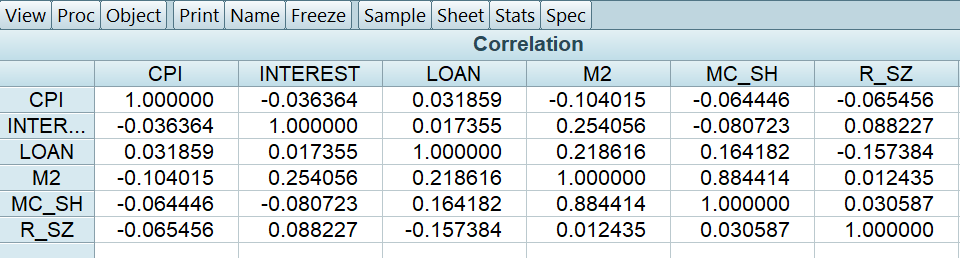 View Proc Object Print Name Freeze Sample Sheet Stats Spec
Correlation
CPI INTEREST LOAN M2 MC_SH R_SZ
CPI 1.000000 -0.036364 0.031859 -0.104015 -0.064446 -0.065456
INTER... -0.036364 1.000000 0.017355 0.254056 -0.080723 0.088227
LOAN 0.031859 0.017355 1.000000 0.218616 0.164182 -0.157384
M2 -0.104015 0.254056 0.218616 1.000000 0.884414 0.012435
MC_SH -0.064446 -0.080723 0.164182 0.884414 1.000000 0.030587
R_SZ -0.065456 0.088227 -0.157384 0.012435 0.030587 1.000000